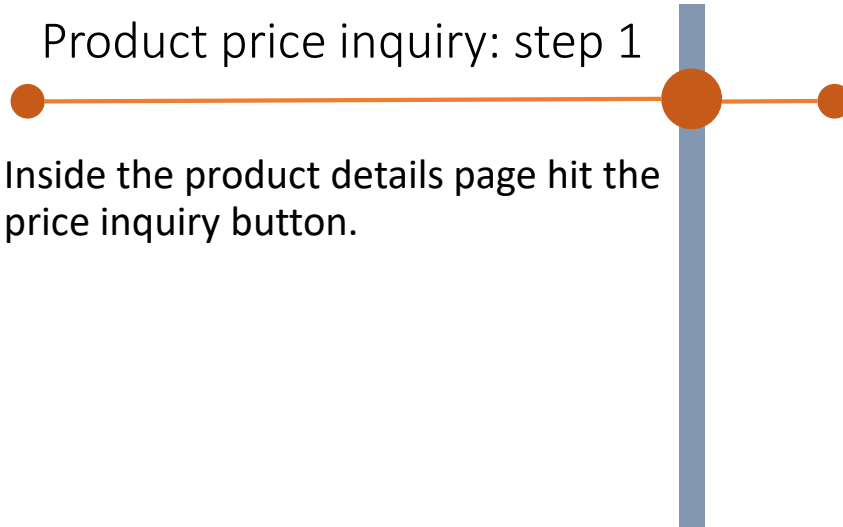 Product price inquiry: step 1
Inside the product details page hit the
price inquiry button.